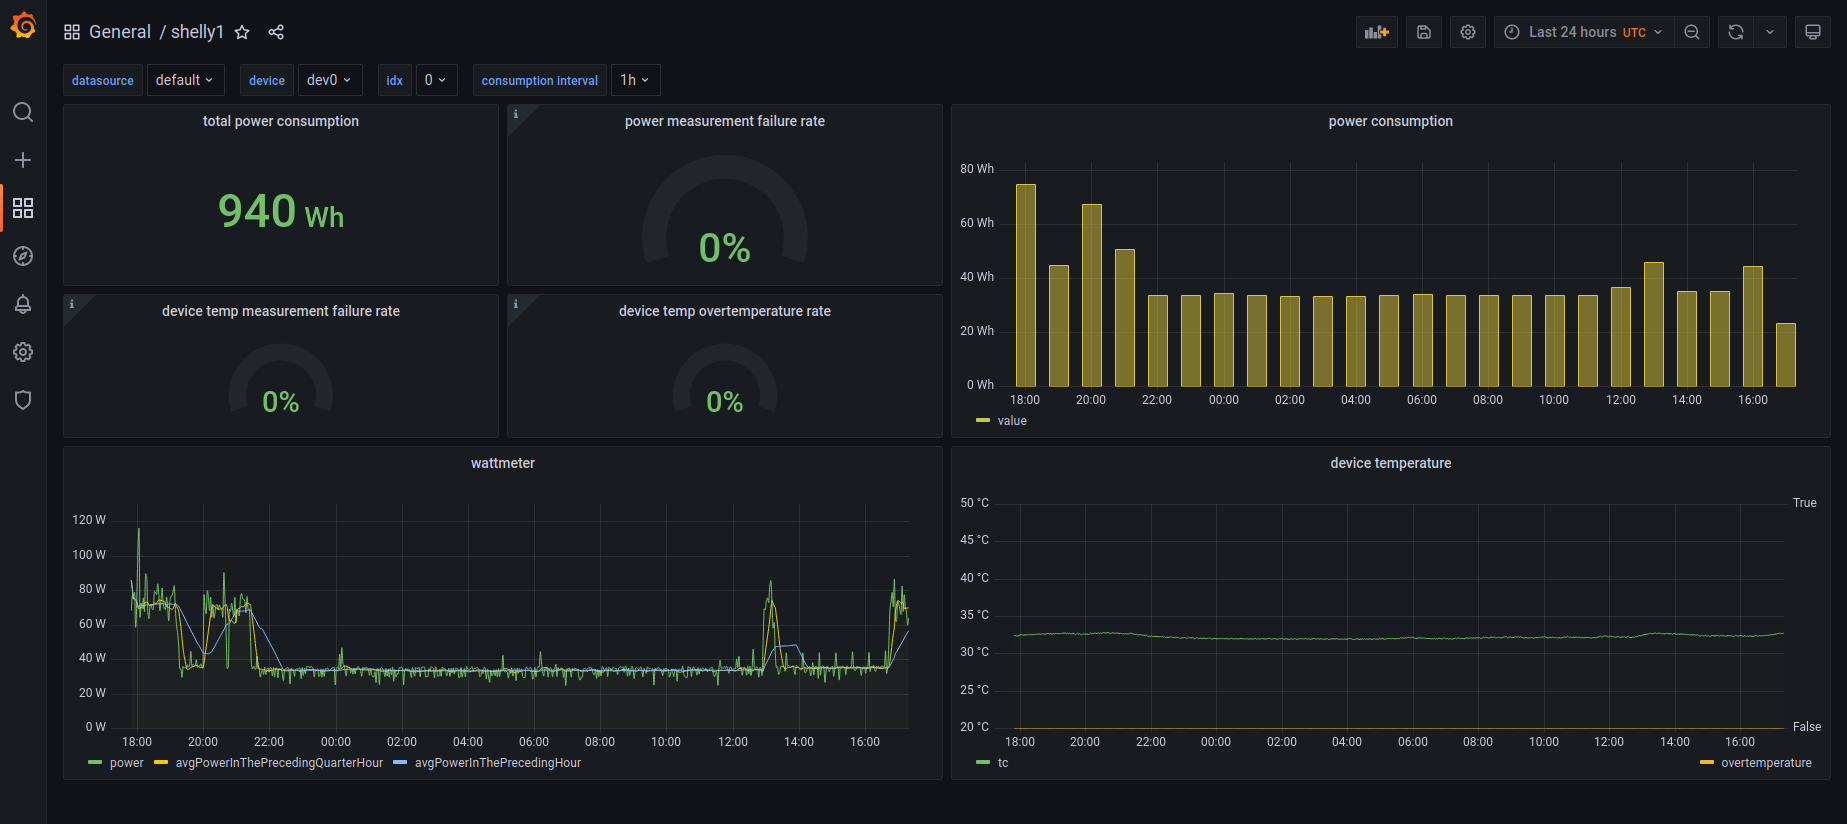 General / shelly1
Last 24 hours UTC
datasource default device dev0 idx 0 consumption interval 1h
total power consumption
940 Wh
i
power measurement failure rate
0%
i
device temp measurement failure rate
0%
i
device temp overtemperature rate
0%
power consumption
80 Wh
60 Wh
40 Wh
20 Wh
0 Wh
18:00 20:00 22:00 00:00 02:00 04:00 06:00 08:00 10:00 12:00 14:00 16:00
value
wattmeter
120 W
100 W
80 W
60 W
40 W
20 W
0 W
18:00 20:00 22:00 00:00 02:00 04:00 06:00 08:00 10:00 12:00 14:00 16:00
power avgPowerInThePrecedingQuarterHour avgPowerInThePrecedingHour
device temperature
50 °C True
45 °C
40 °C
35 °C
30 °C
25 °C
20 °C False
18:00 20:00 22:00 00:00 02:00 04:00 06:00 08:00 10:00 12:00 14:00 16:00
tc overtemperature